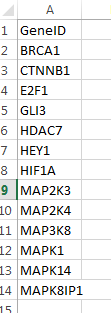 A
1 GeneID
2 BRCA1
3 CTNNB1
4 E2F1
5 GLI3
6 HDAC7
7 HEY1
8 HIF1A
9 MAP2K3
10 MAP2K4
11 MAP3K8
12 MAPK1
13 MAPK14
14 MAPK8IP1